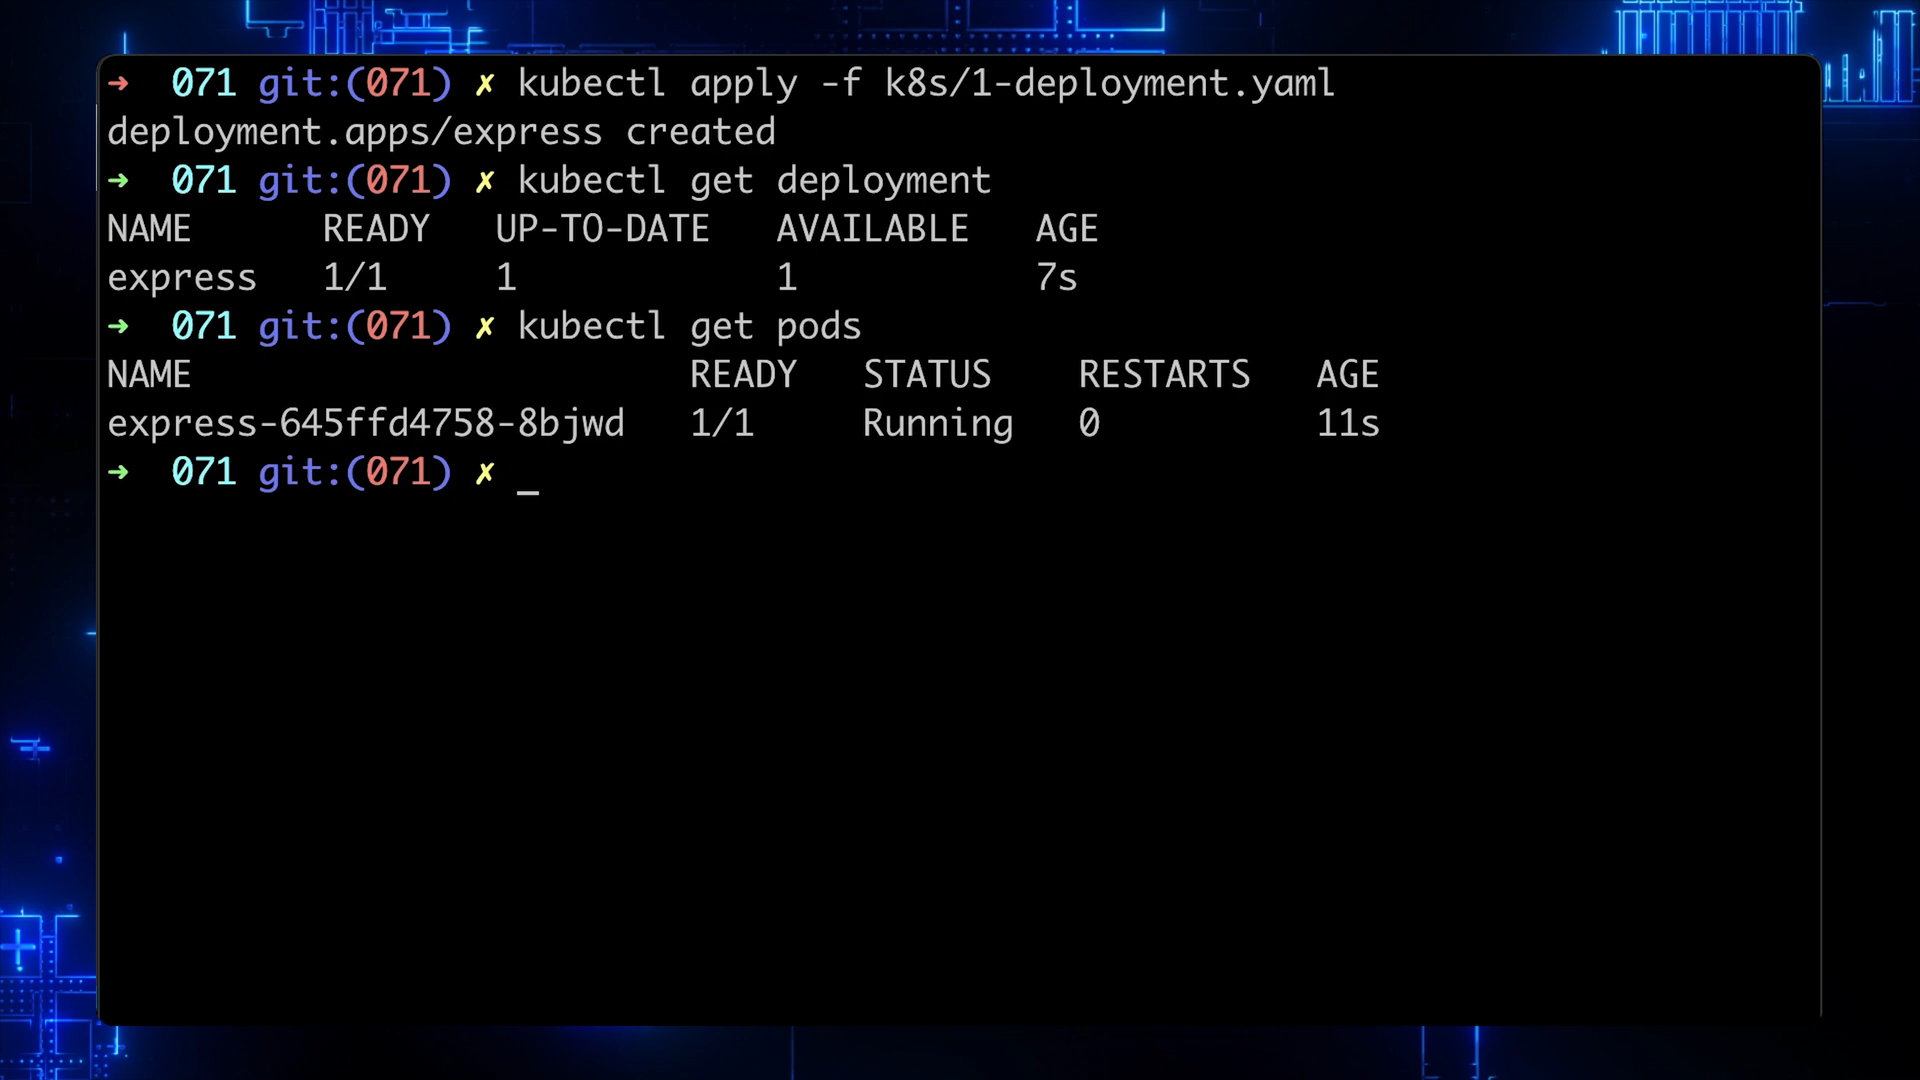 ➜ 071 git:(071) ✗ kubectl apply -f k8s/1-deployment.yaml
deployment.apps/express created
➜ 071 git:(071) ✗ kubectl get deployment
NAME READY UP-TO-DATE AVAILABLE AGE
express 1/1 1 1 7s
➜ 071 git:(071) ✗ kubectl get pods
NAME READY STATUS RESTARTS AGE
express-645ffd4758-8bjwd 1/1 Running 0 11s
➜ 071 git:(071) ✗ _